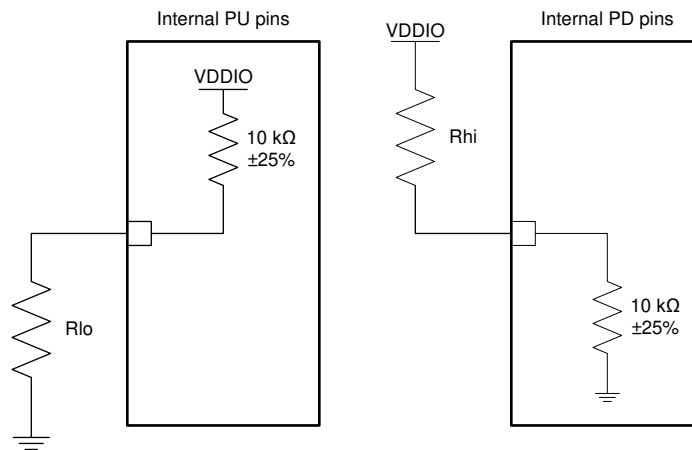 Internal PU pins
VDDIO
10 kΩ
±25%
Rlo
VDDIO
Internal PD pins
Rhi
10 kΩ
±25%